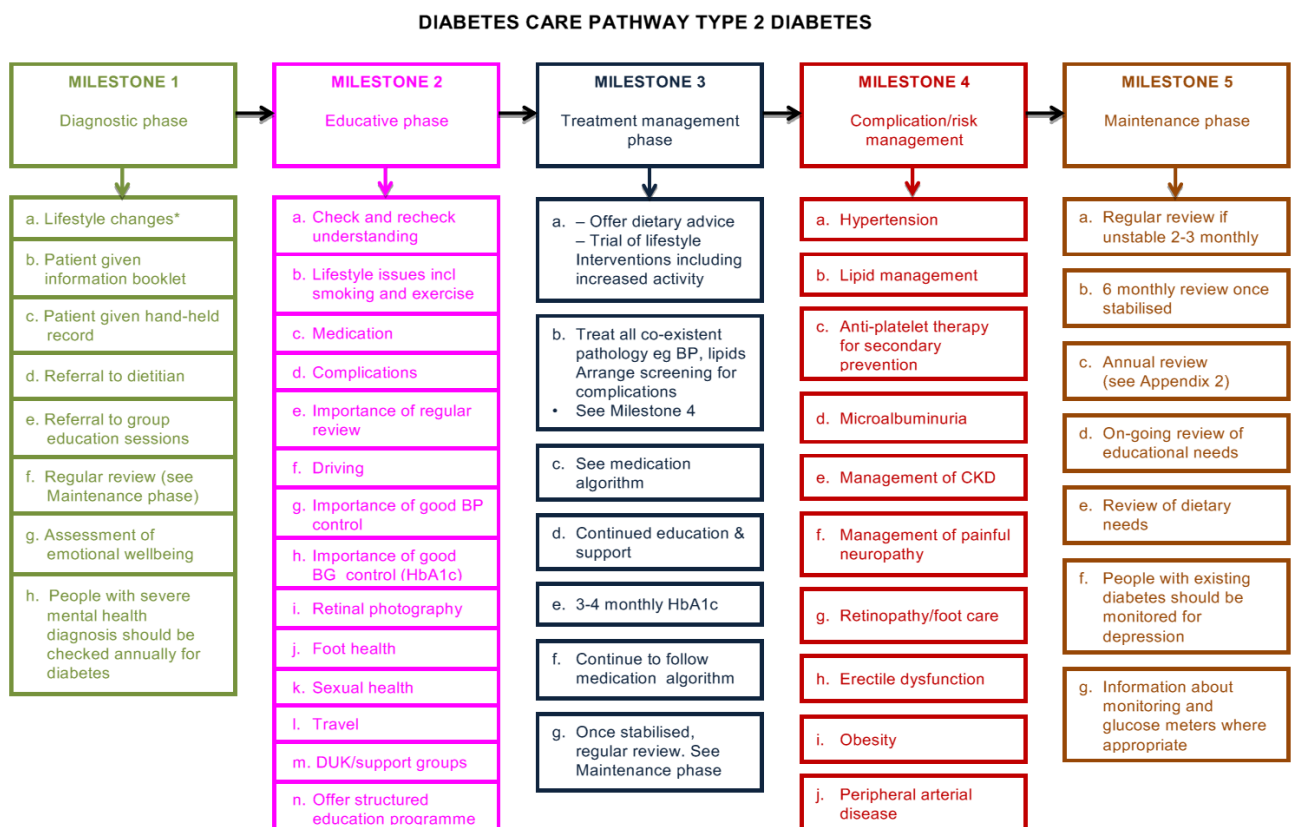 DIABETES CARE PATHWAY TYPE 2 DIABETES
MILESTONE 1
Diagnostic phase
a. Lifestyle changes*
b. Patient given
information booklet
c. Patient given hand-held
record
d. Referral to dietitian
e. Referral to group
education sessions
f. Regular review (see
Maintenance phase)
g. Assessment of
emotional wellbeing
h. People with severe
mental health
diagnosis should be
checked annually for
diabetes
MILESTONE 2
Educative phase
a. Check and recheck
understanding
b. Lifestyle issues incl
smoking and exercise
c. Medication
d. Complications
e. Importance of regular
review
f. Driving
g. Importance of good BP
control
h. Importance of good
BG control (HbA1c)
i. Retinal photography
j. Foot health
k. Sexual health
l. Travel
m. DUK/support groups
n. Offer structured
education programme
MILESTONE 3
Treatment management
phase
a. – Offer dietary advice
– Trial of lifestyle
Interventions including
increased activity
b. Treat all co-existent
pathology eg BP, lipids
Arrange screening for
complications
• See Milestone 4
c. See medication
algorithm
d. Continued education &
support
e. 3-4 monthly HbA1c
f. Continue to follow
medication algorithm
g. Once stabilised,
regular review. See
Maintenance phase
MILESTONE 4
Complication/risk
management
a. Hypertension
b. Lipid management
c. Anti-platelet therapy
for secondary
prevention
d. Microalbuminuria
e. Management of CKD
f. Management of painful
neuropathy
g. Retinopathy/foot care
h. Erectile dysfunction
i. Obesity
j. Peripheral arterial
disease
MILESTONE 5
Maintenance phase
a. Regular review if
unstable 2-3 monthly
b. 6 monthly review once
stabilised
c. Annual review
(see Appendix 2)
d. On-going review of
educational needs
e. Review of dietary
needs
f. People with existing
diabetes should be
monitored for
depression
g. Information about
monitoring and
glucose meters where
appropriate